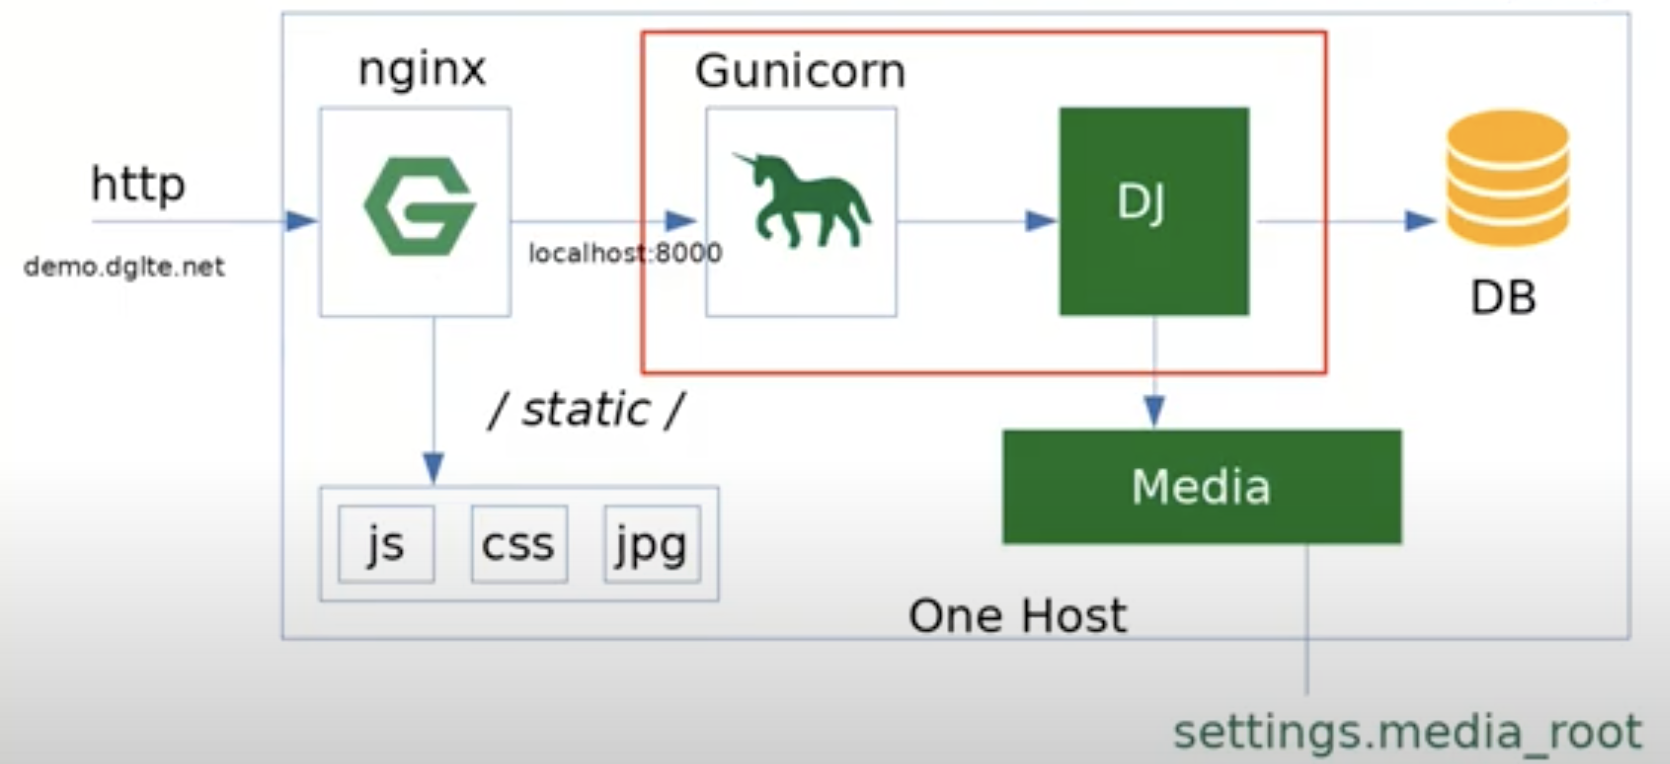 nginx
Gunicorn
http
DJ
localhost:8000
demo.dglte.net
DB
/ static /
Media
js
css
jpg
One Host
settings.media_root